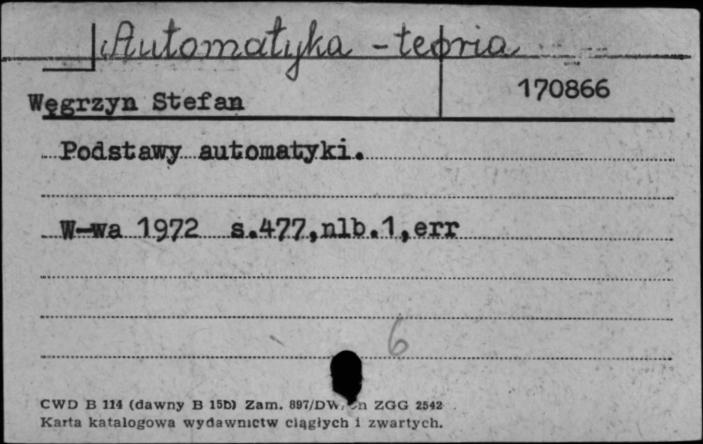 Automatyka - teoria
Węgrzyn Stefan 170866
Podstawy automatyki.
W-wa 1972 s.477,nlb.1,err
6
CWD B 114 (dawny B 15b) Zam. 897/DW/ ZGG 2542
Karta katalogowa wydawnictw ciągłych i zwartych.